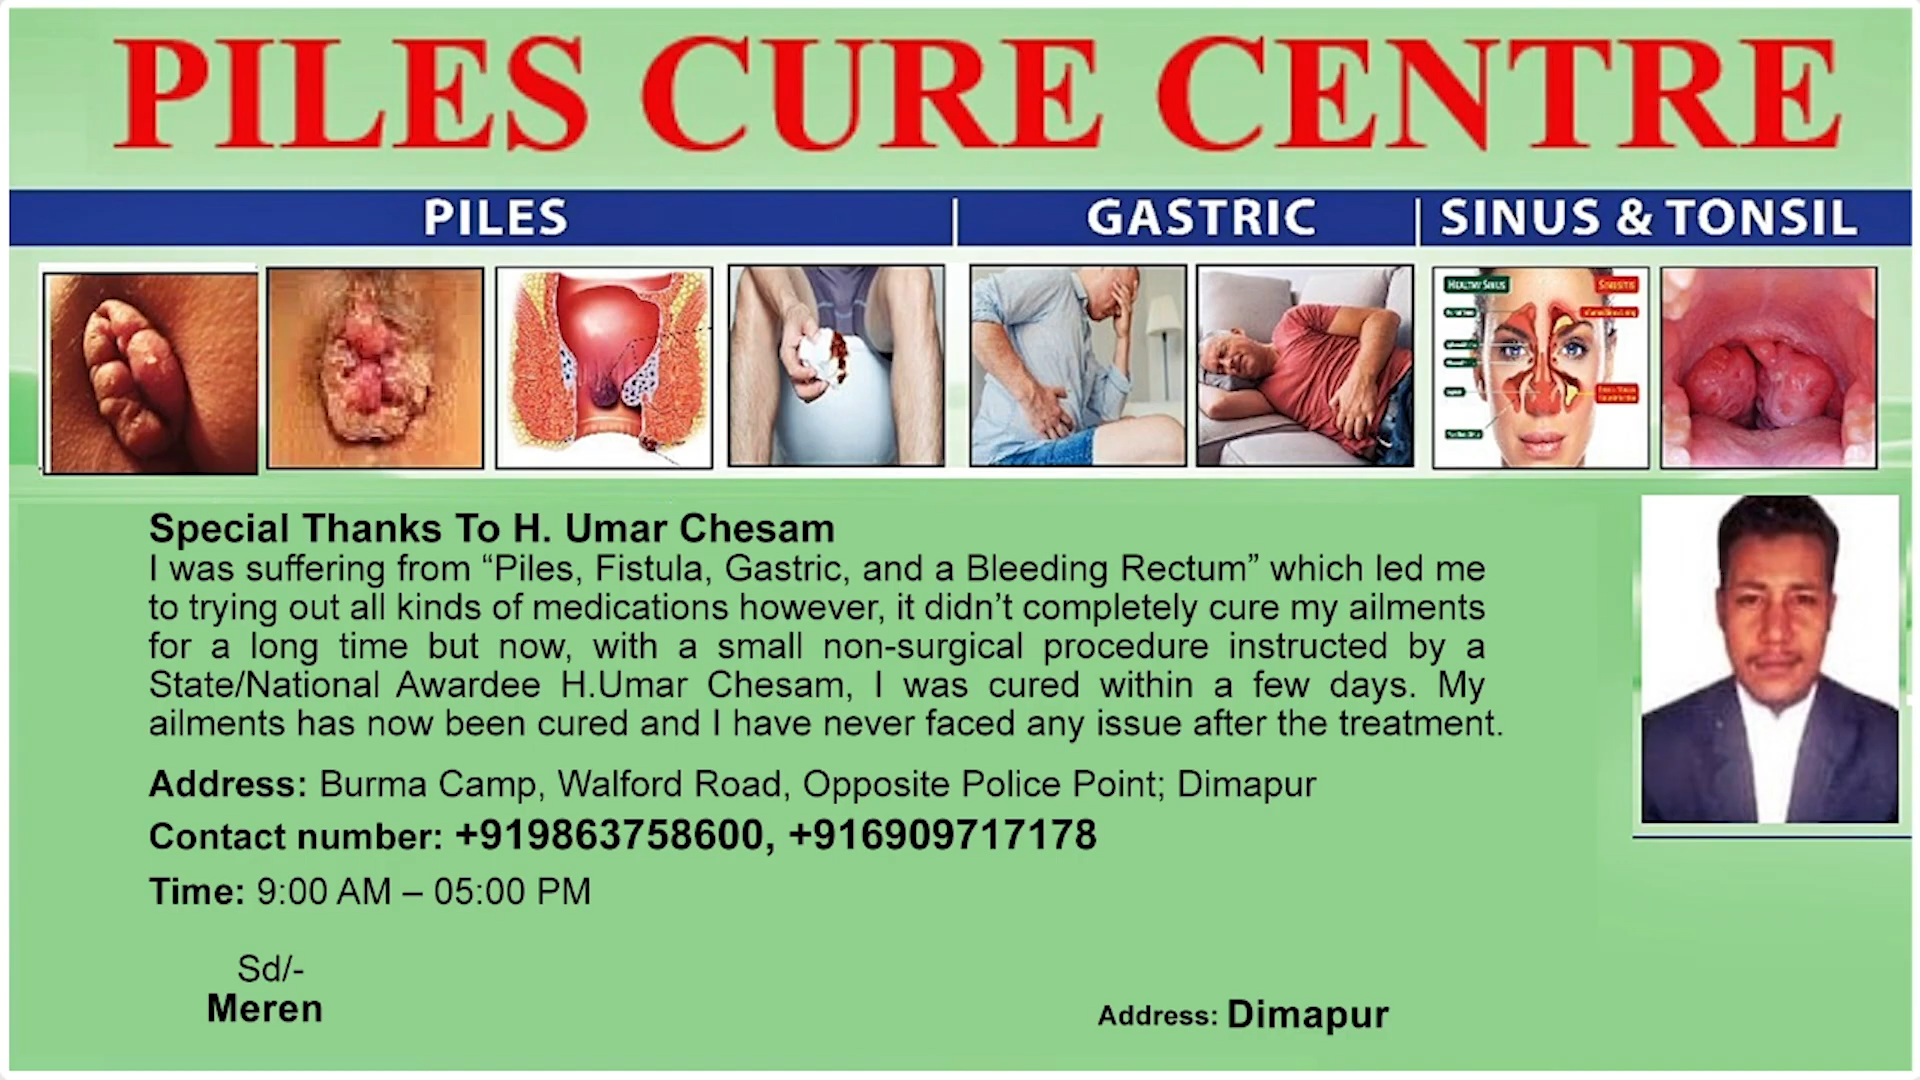 PILES CURE CENTRE
PILES | GASTRIC | SINUS & TONSIL
HEALTHY SINUS
SINUSITIS
Special Thanks To H. Umar Chesam
I was suffering from “Piles, Fistula, Gastric, and a Bleeding Rectum” which led me
to trying out all kinds of medications however, it didn’t completely cure my ailments
for a long time but now, with a small non-surgical procedure instructed by a
State/National Awardee H.Umar Chesam, I was cured within a few days. My
ailments has now been cured and I have never faced any issue after the treatment.
Address: Burma Camp, Walford Road, Opposite Police Point; Dimapur
Contact number: +919863758600, +916909717178
Time: 9:00 AM – 05:00 PM
Sd/-
Meren
Address: Dimapur